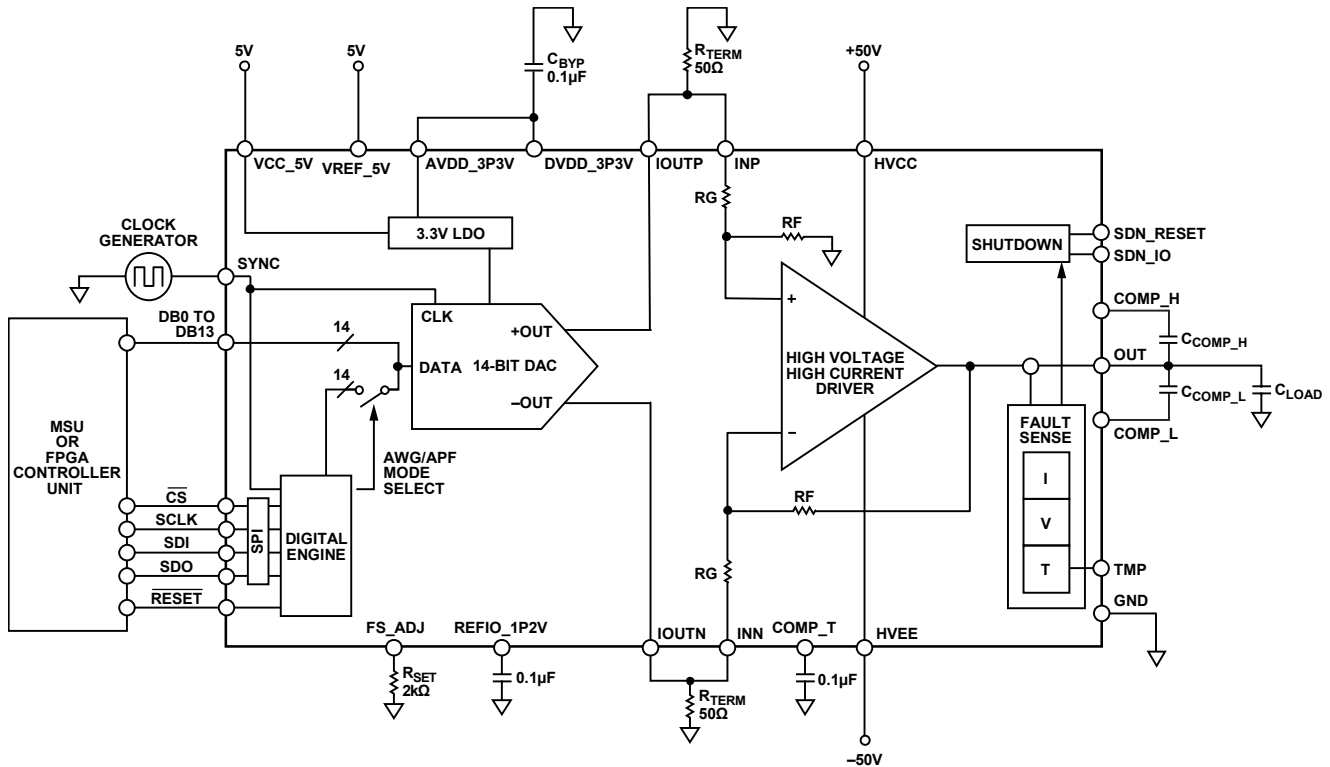 5V
5V
CBYP
0.1µF
RTERM
50Ω
+50V
VCC_5V
VREF_5V
AVDD_3P3V
DVDD_3P3V
IOUTP
INP
HVCC
RG
RF
3.3V LDO
CLOCK
GENERATOR
SYNC
SHUTDOWN
SDN_RESET
SDN_IO
DB0 TO
DB13
14
14
CLK
+OUT
DATA
14-BIT DAC
–OUT
+
HIGH VOLTAGE
HIGH CURRENT
DRIVER
–
COMP_H
CCOMP_H
OUT
CCOMP_L
CLOAD
COMP_L
MSU
OR
FPGA
CONTROLLER
UNIT
AWG/APF
MODE
SELECT
FAULT
SENSE
I
V
T
CS
SCLK
SDI
SDO
RESET
SPI
DIGITAL
ENGINE
RF
RG
TMP
GND
FS_ADJ
REFIO_1P2V
IOUTN
INN
COMP_T
HVEE
RSET
2kΩ
0.1µF
RTERM
50Ω
0.1µF
–50V